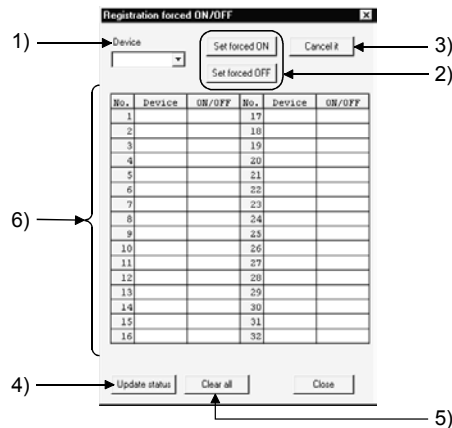 Registration forced ON/OFF
1)
Device
Set forced ON
Cancel it
3)
Set forced OFF
2)
No. Device ON/OFF No. Device ON/OFF
1 17
2 18
3 19
4 20
5 21
6 22
7 23
8 24
6)
9 25
10 26
11 27
12 28
13 29
14 30
15 31
16 32
4)
Update status
Clear all
Close
5)